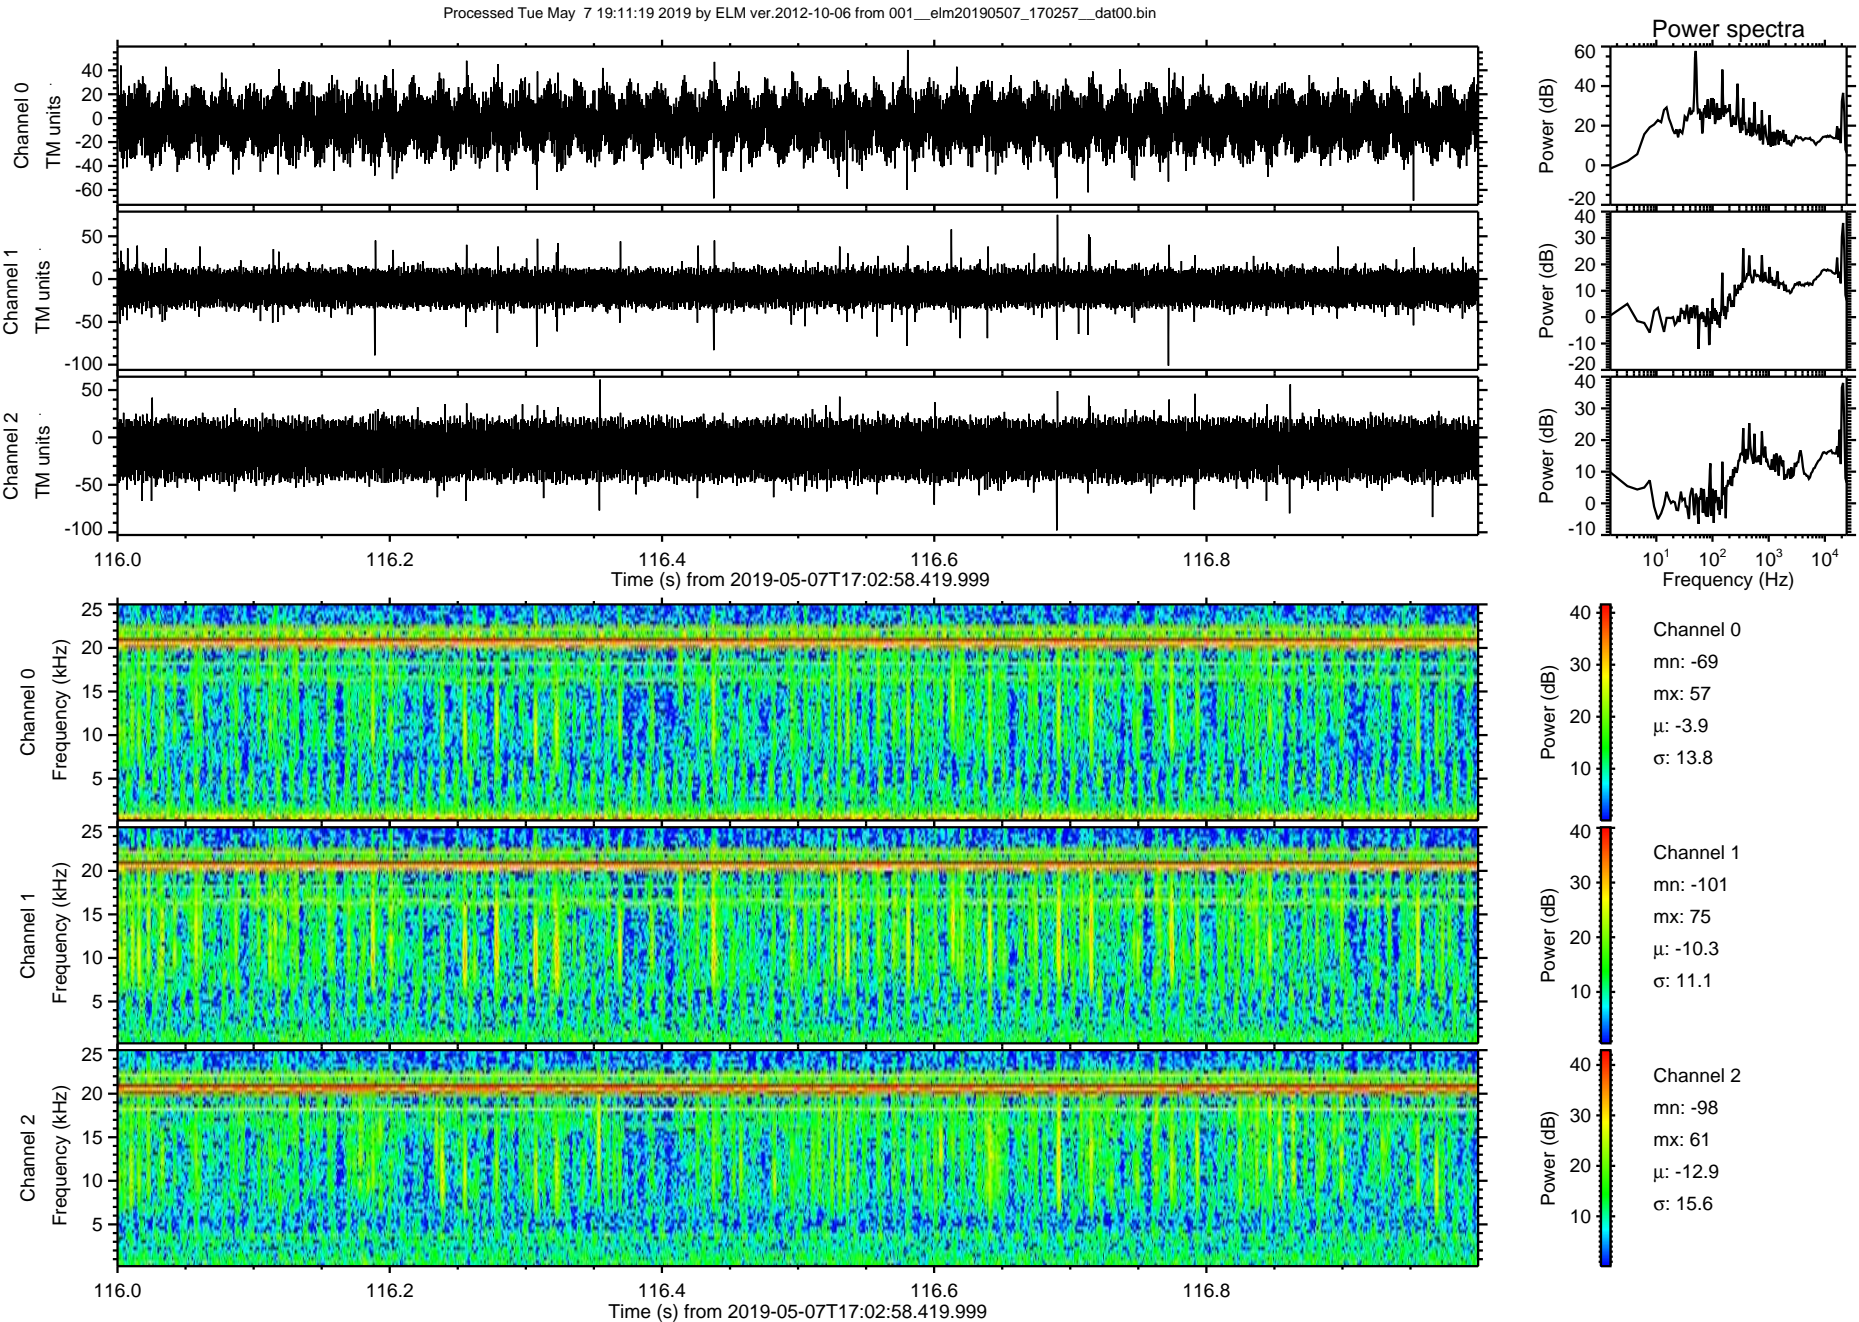 Processed Tue May  7 19:11:19 2019 by ELM ver.2012-10-06 from 001__elm20190507_170257__dat00.bin
Power spectra
Channel 0
TM units
40
20
0
-20
-40
-60
Power (dB)
60
40
20
0
-20
Channel 1
TM units
50
0
-50
-100
Power (dB)
40
30
20
10
0
-10
-20
Channel 2
TM units
50
0
-50
-100
Power (dB)
40
30
20
10
0
-10
116.0 116.2 116.4 116.6 116.8
Time (s) from 2019-05-07T17:02:58.419.999
10^1 10^2 10^3 10^4
Frequency (Hz)
Channel 0
Frequency (kHz)
25
20
15
10
5
Power (dB)
40
30
20
10
Channel 0
mn: -69
mx: 57
μ: -3.9
σ: 13.8
Channel 1
Frequency (kHz)
25
20
15
10
5
Power (dB)
40
30
20
10
Channel 1
mn: -101
mx: 75
μ: -10.3
σ: 11.1
Channel 2
Frequency (kHz)
25
20
15
10
5
Power (dB)
40
30
20
10
Channel 2
mn: -98
mx: 61
μ: -12.9
σ: 15.6
116.0 116.2 116.4 116.6 116.8
Time (s) from 2019-05-07T17:02:58.419.999